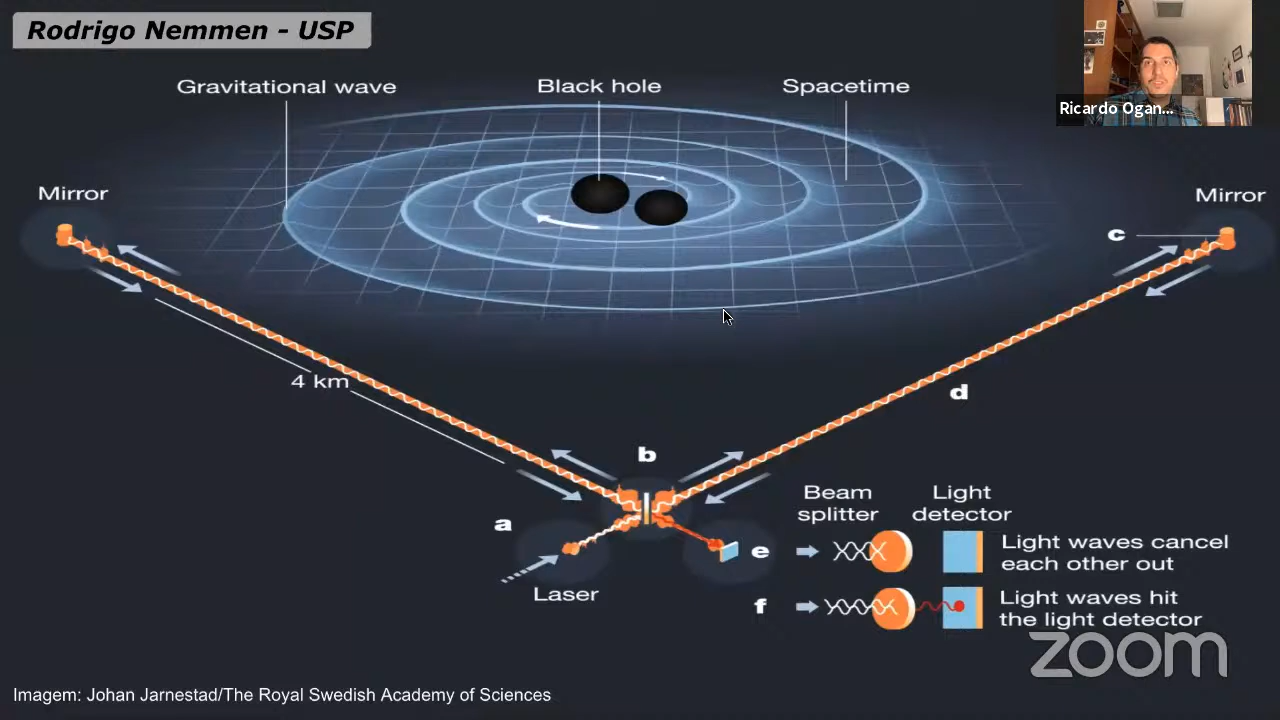 Rodrigo Nemmen - USP
Ricardo Ogan...
Gravitational wave
Black hole
Spacetime
Mirror
Mirror
c
4 km
d
b
a
Laser
Beam
splitter
Light
detector
e
Light waves cancel
each other out
f
Light waves hit
the light detector
zoom
Imagem: Johan Jarnestad/The Royal Swedish Academy of Sciences